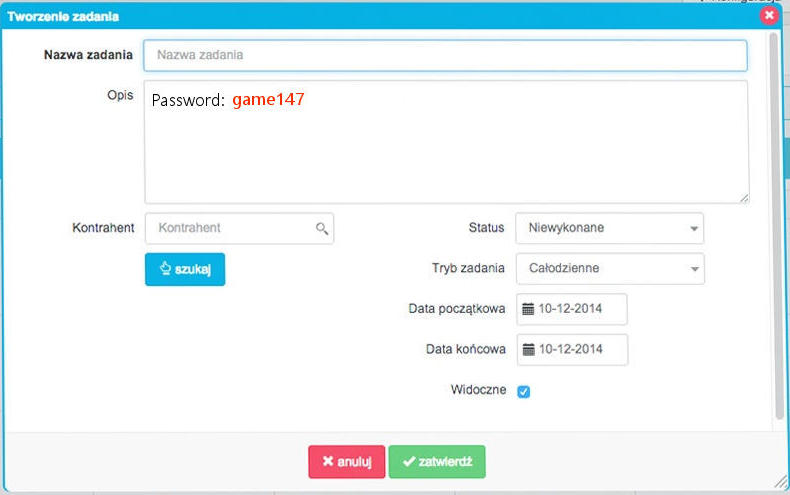 Tworzenie zadania
Nazwa zadania Nazwa zadania
Opis Password: game147
Kontrahent Kontrahent Status Niewykonane
szukaj Tryb zadania Całodzienne
Data początkowa 10-12-2014
Data końcowa 10-12-2014
Widoczne
anuluj zatwierdź